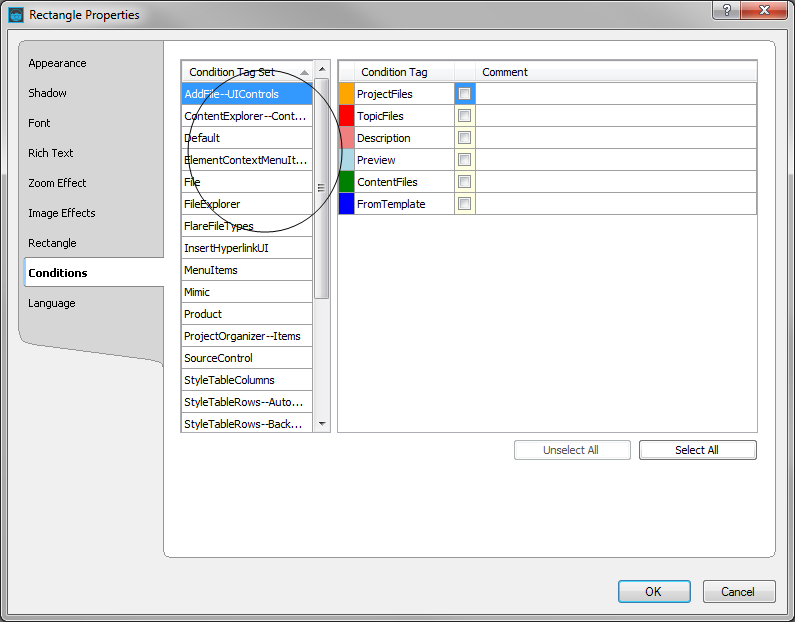 Rectangle Properties
?
Appearance
Shadow
Font
Rich Text
Zoom Effect
Image Effects
Rectangle
Conditions
Language
Condition Tag Set
AddFile--UIControls
ContentExplorer--Cont...
Default
ElementContextMenuIt...
File
FileExplorer
FlareFileTypes
InsertHyperlinkUI
MenuItems
Mimic
Product
ProjectOrganizer--Items
SourceControl
StyleTableColumns
StyleTableRows--Auto...
StyleTableRows--Back...
Condition Tag Comment
ProjectFiles
TopicFiles
Description
Preview
ContentFiles
FromTemplate
Unselect All Select All
OK Cancel